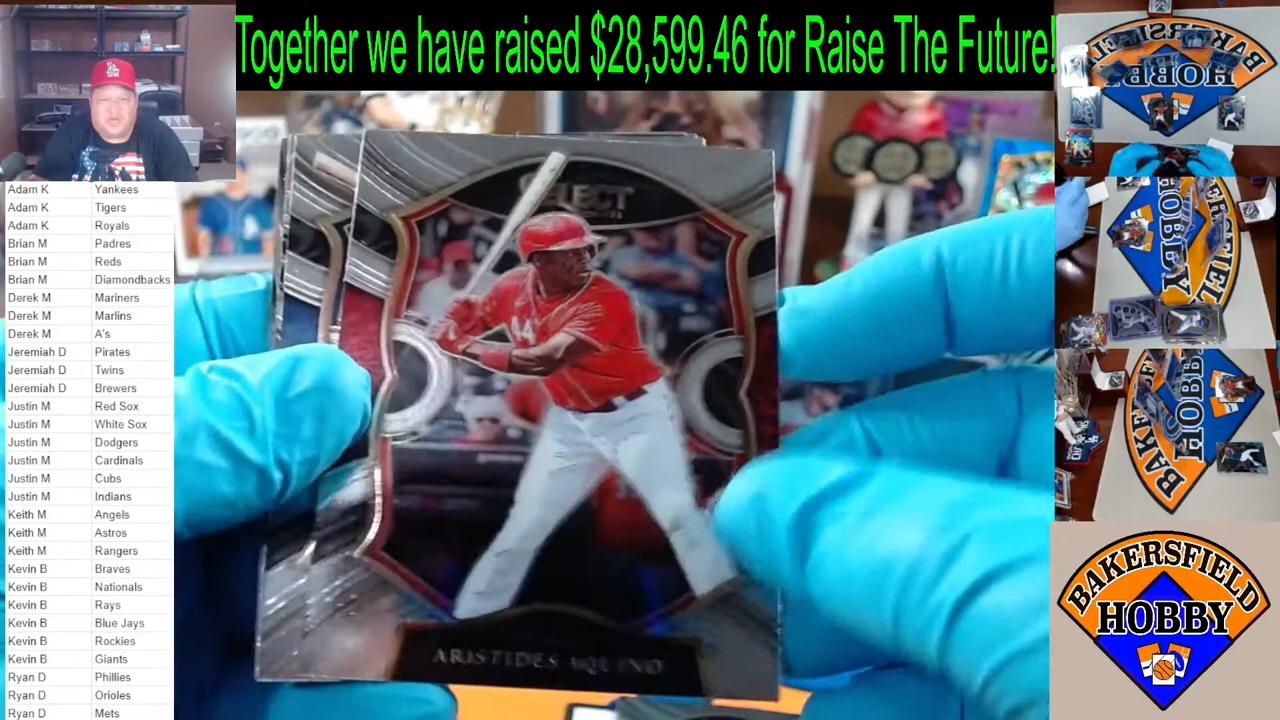 Together we have raised $28,599.46 for Raise The Future!
Adam K Yankees
Adam K Tigers
Adam K Royals
Brian M Padres
Brian M Reds
Brian M Diamondbacks
Derek M Mariners
Derek M Marlins
Derek M A's
Jeremiah D Pirates
Jeremiah D Twins
Jeremiah D Brewers
Justin M Red Sox
Justin M White Sox
Justin M Dodgers
Justin M Cardinals
Justin M Cubs
Justin M Indians
Keith M Angels
Keith M Astros
Keith M Rangers
Kevin B Braves
Kevin B Nationals
Kevin B Rays
Kevin B Blue Jays
Kevin B Rockies
Kevin B Giants
Ryan D Phillies
Ryan D Orioles
Ryan D Mets
SELECT
44
ARISTIDES AQUINO
BAKERSFIELD
HOBBY